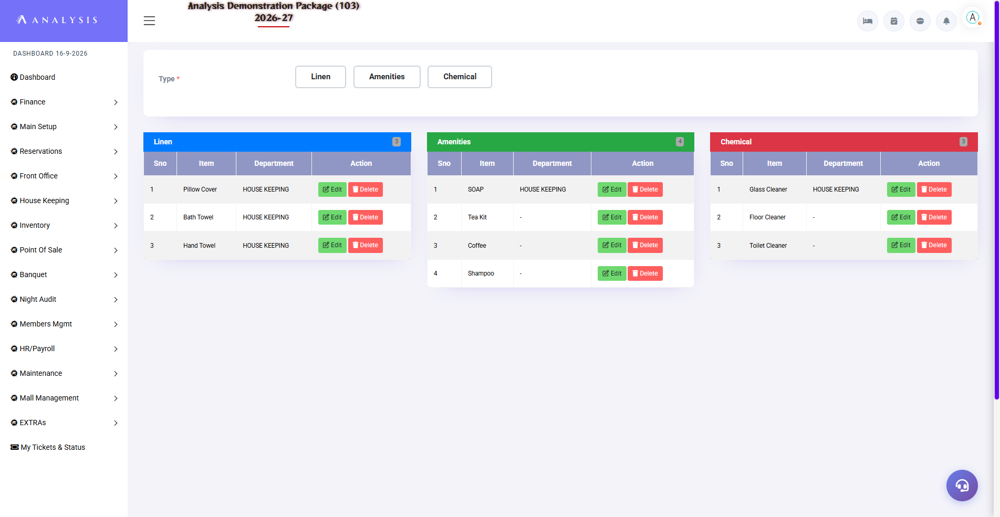 ANALYSIS
Analysis Demonstration Package (103)
2026-27
A
DASHBOARD 16-9-2026
Dashboard
Finance
Main Setup
Reservations
Front Office
House Keeping
Inventory
Point Of Sale
Banquet
Night Audit
Members Mgmt
HR/Payroll
Maintenance
Mall Management
EXTRAs
My Tickets & Status
Type * Linen Amenities Chemical
Linen 3
Sno Item Department Action
1 Pillow Cover HOUSE KEEPING Edit Delete
2 Bath Towel HOUSE KEEPING Edit Delete
3 Hand Towel HOUSE KEEPING Edit Delete
Amenities 4
Sno Item Department Action
1 SOAP HOUSE KEEPING Edit Delete
2 Tea Kit - Edit Delete
3 Coffee - Edit Delete
4 Shampoo - Edit Delete
Chemical 3
Sno Item Department Action
1 Glass Cleaner HOUSE KEEPING Edit Delete
2 Floor Cleaner - Edit Delete
3 Toilet Cleaner - Edit Delete